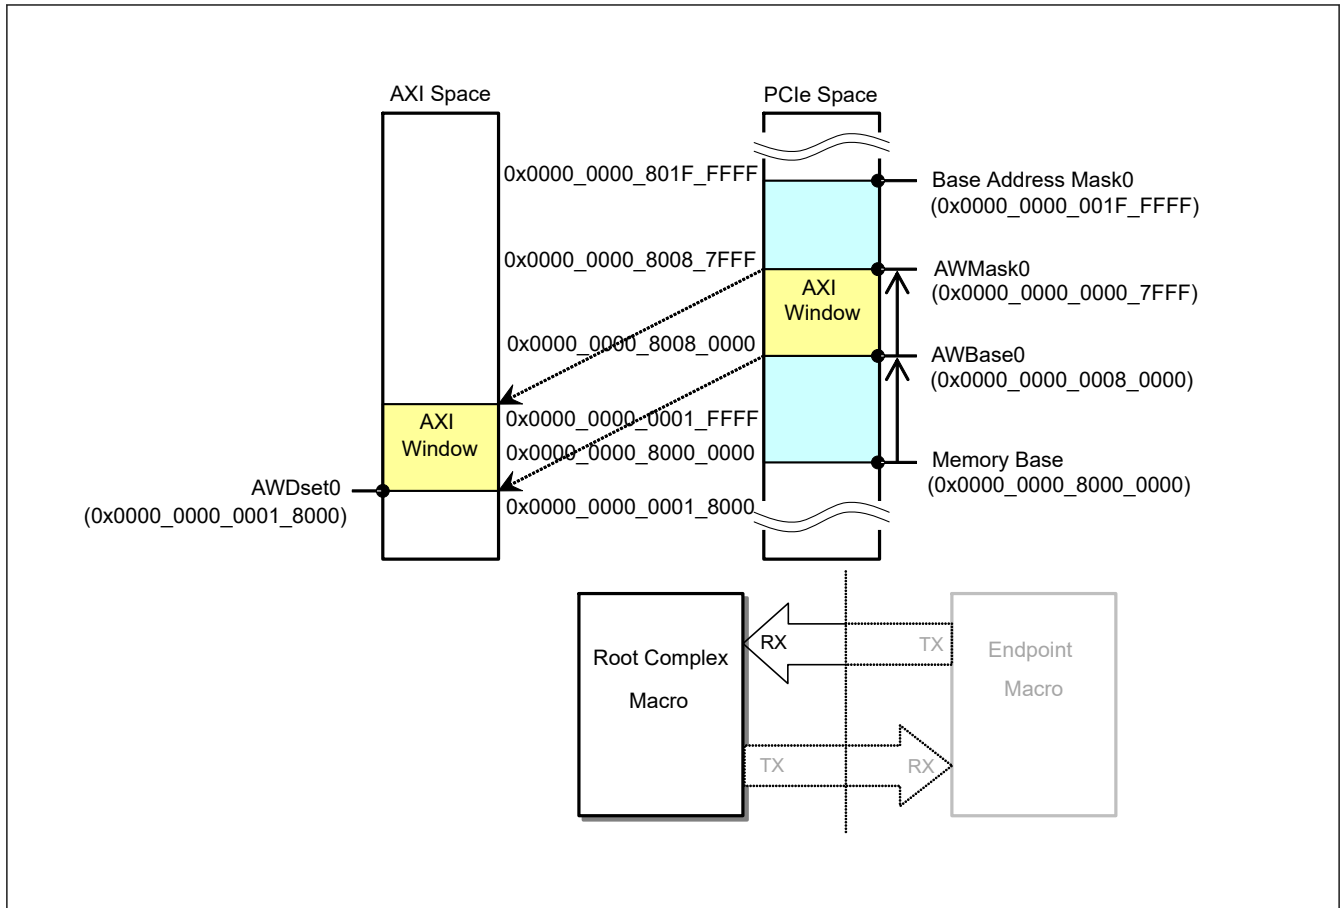 AXI Space
PCIe Space
0x0000_0000_801F_FFFF
Base Address Mask0
(0x0000_0000_001F_FFFF)
0x0000_0000_8008_7FFF
AWMask0
(0x0000_0000_0000_7FFF)
AXI
Window
0x0000_0000_8008_0000
AWBase0
(0x0000_0000_0008_0000)
AXI
Window
0x0000_0000_0001_FFFF
0x0000_0000_8000_0000
Memory Base
(0x0000_0000_8000_0000)
AWDset0
(0x0000_0000_0001_8000)
0x0000_0000_0001_8000
Root Complex
Macro
RX
TX
Endpoint
Macro
TX
RX